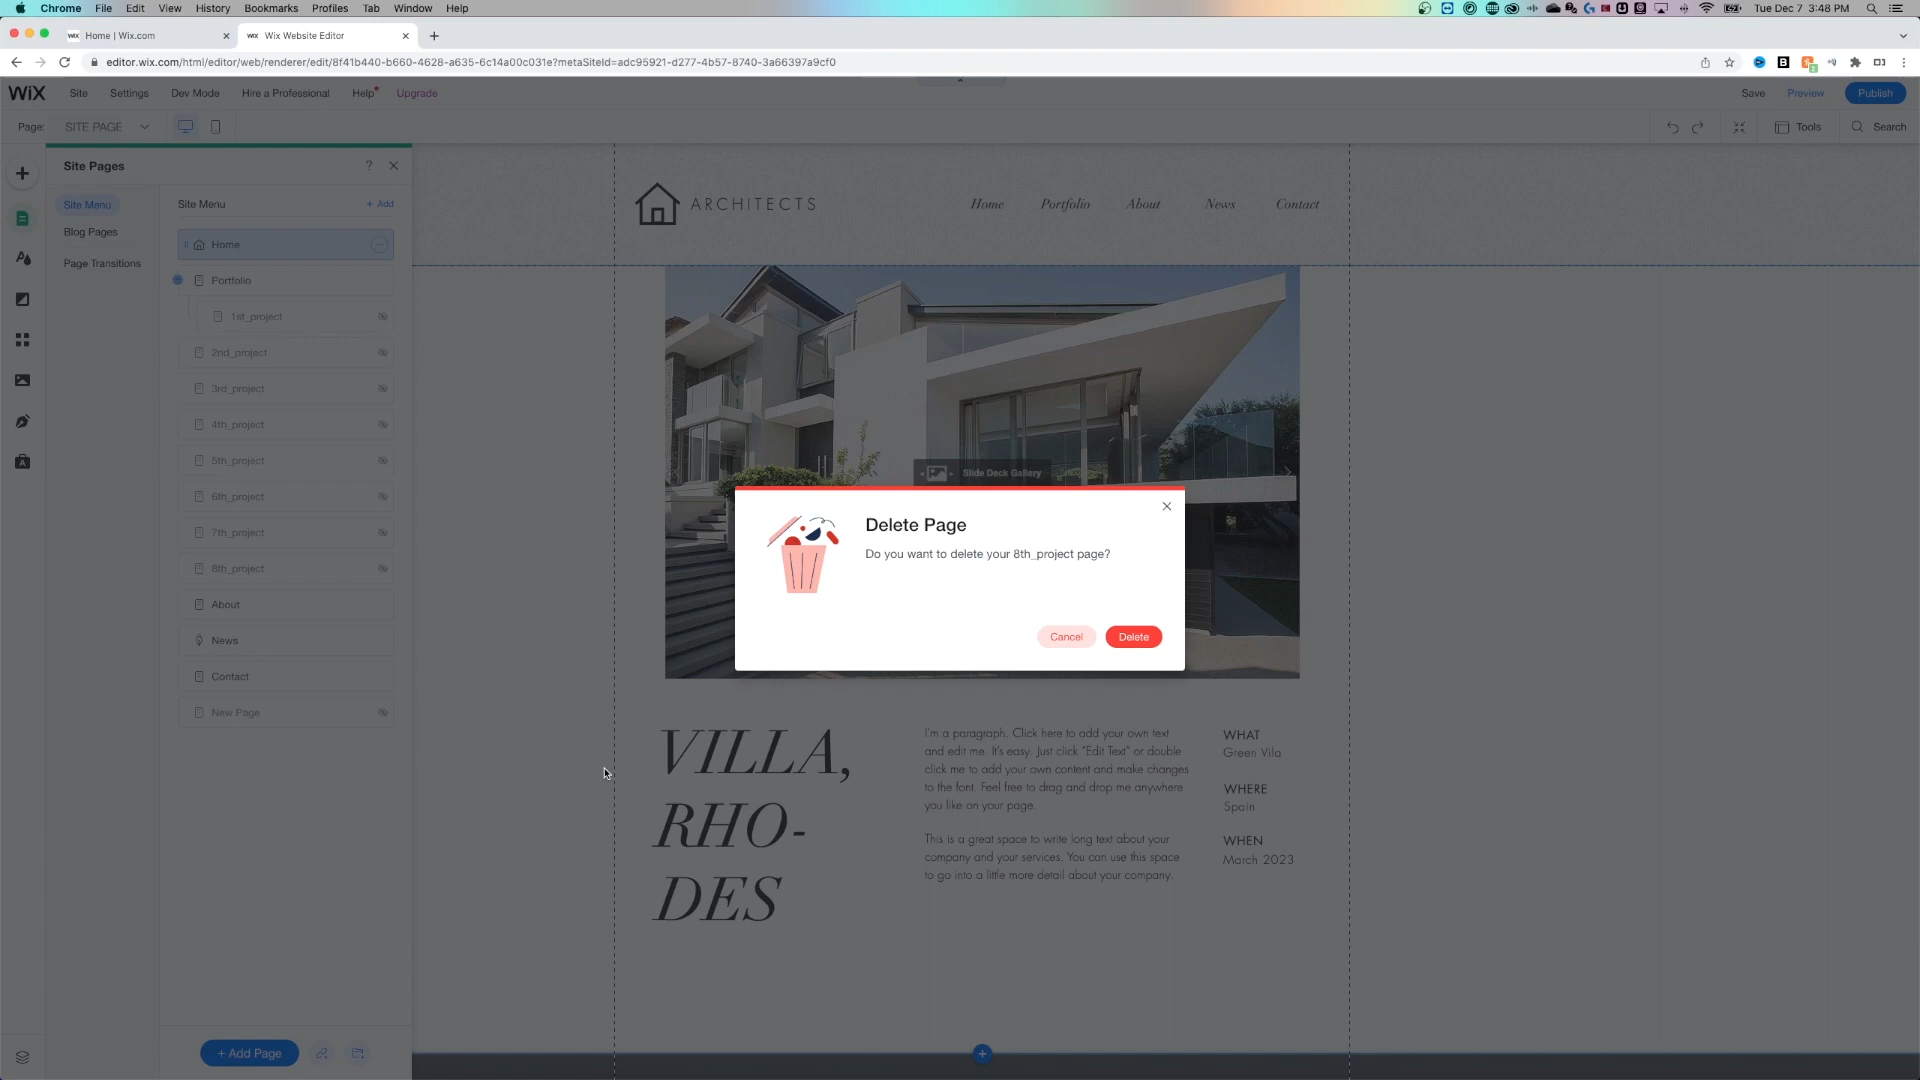 Chrome File Edit View History Bookmarks Profiles Tab Window Help Tue Dec 7 3:48 PM
WiX Home | Wix.com WiX Wix Website Editor
editor.wix.com/html/editor/web/renderer/edit/8f41b440-b660-4628-a635-6c14a00c031e?metaSiteId=adc95921-d277-4b57-8740-3a66397a9cf0
WiX Site Settings Dev Mode Hire a Professional Help Upgrade Save Preview Publish
Page: SITE PAGE Tools Search
Site Pages ?
Site Menu
Blog Pages
Page Transitions
Site Menu + Add
Home
Portfolio
1st_project
2nd_project
3rd_project
4th_project
5th_project
6th_project
7th_project
8th_project
About
News
Contact
New Page
+ Add Page
ARCHITECTS Home Portfolio About News Contact
Slide Deck Gallery
Delete Page
Do you want to delete your 8th_project page?
Cancel Delete
VILLA,
RHO-
DES
I'm a paragraph. Click here to add your own text
and edit me. It's easy. Just click "Edit Text" or double
click me to add your own content and make changes
to the font. Feel free to drag and drop me anywhere
you like on your page.
This is a great space to write long text about your
company and your services. You can use this space
to go into a little more detail about your company.
WHAT
Green Vila
WHERE
Spain
WHEN
March 2023